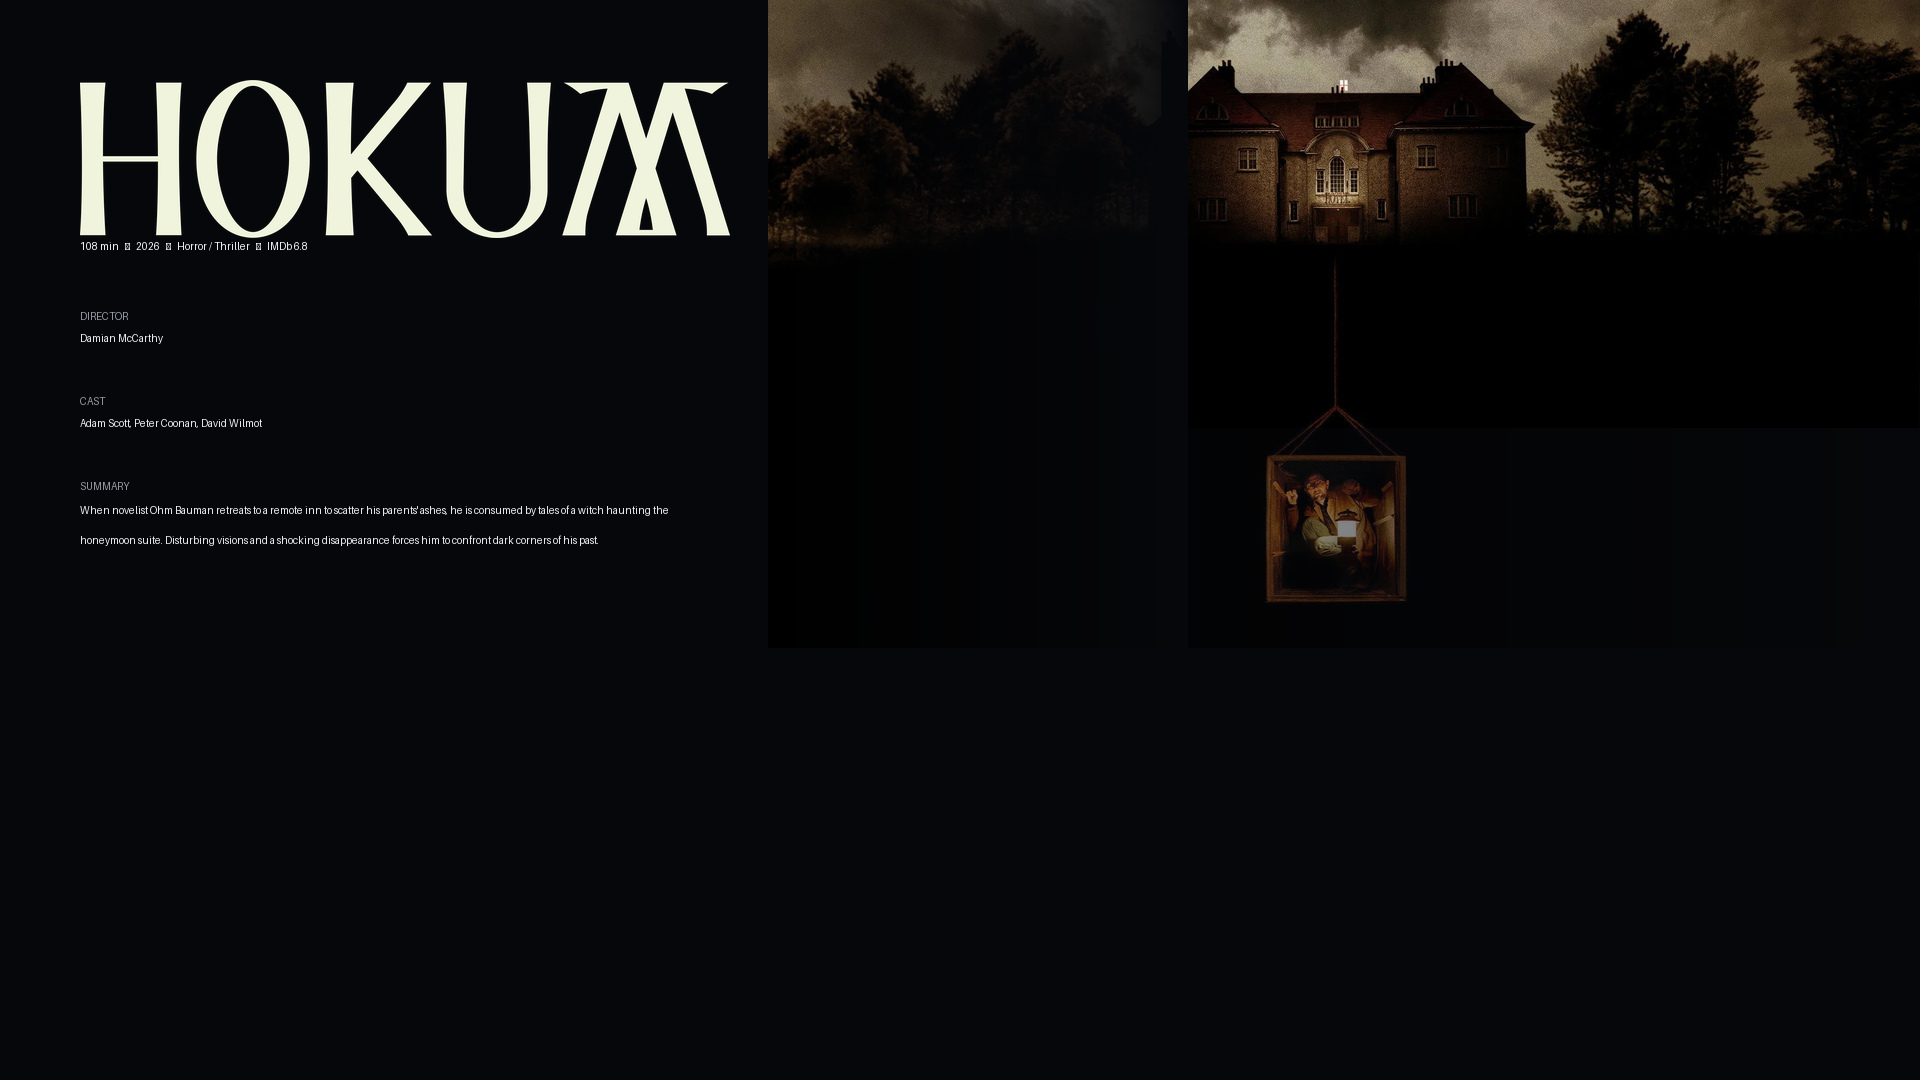 HOKUM
108 min ▯ 2026 ▯ Horror / Thriller ▯ IMDb 6.8
DIRECTOR
Damian McCarthy
CAST
Adam Scott, Peter Coonan, David Wilmot
SUMMARY
When novelist Ohm Bauman retreats to a remote inn to scatter his parents' ashes, he is consumed by tales of a witch haunting the
honeymoon suite. Disturbing visions and a shocking disappearance forces him to confront dark corners of his past.